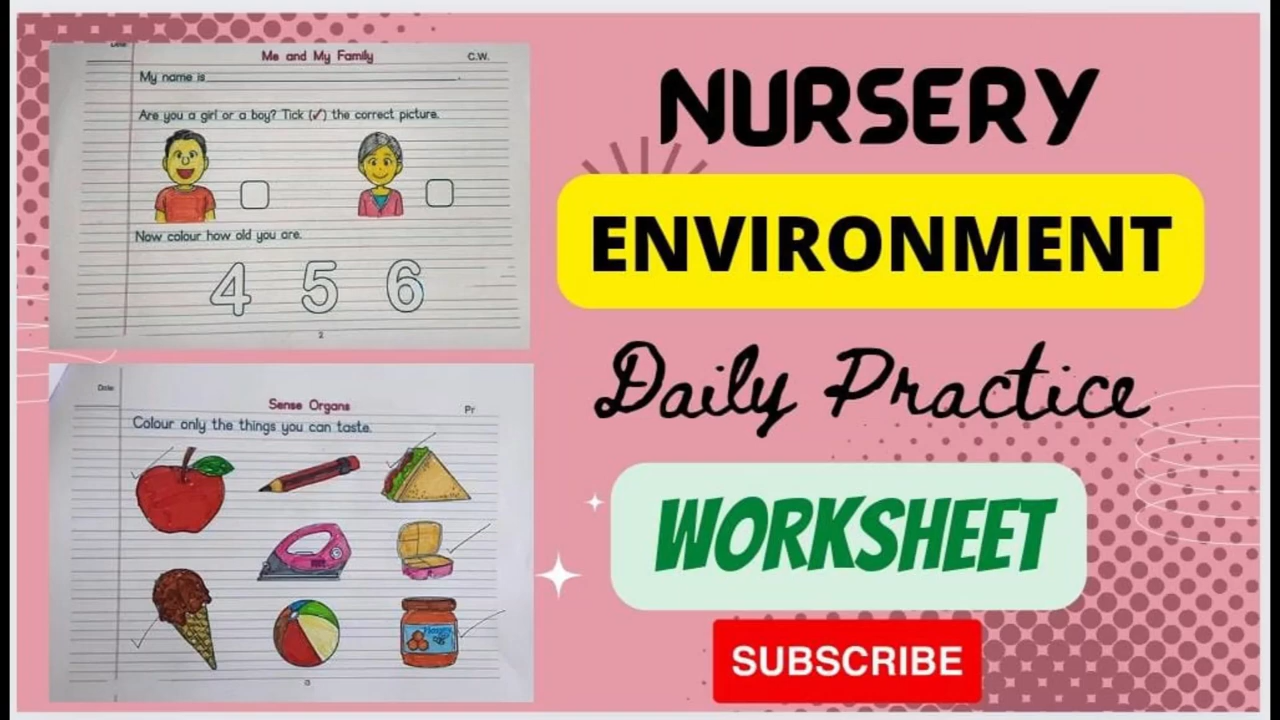 Date:
Me and My Family
C.W.
My name is
Are you a girl or a boy? Tick (✓) the correct picture.
Now colour how old you are.
4 5 6
2
Date:
Sense Organs
Pr
Colour only the things you can taste.
Honey
NURSERY
ENVIRONMENT
Daily Practice
WORKSHEET
SUBSCRIBE